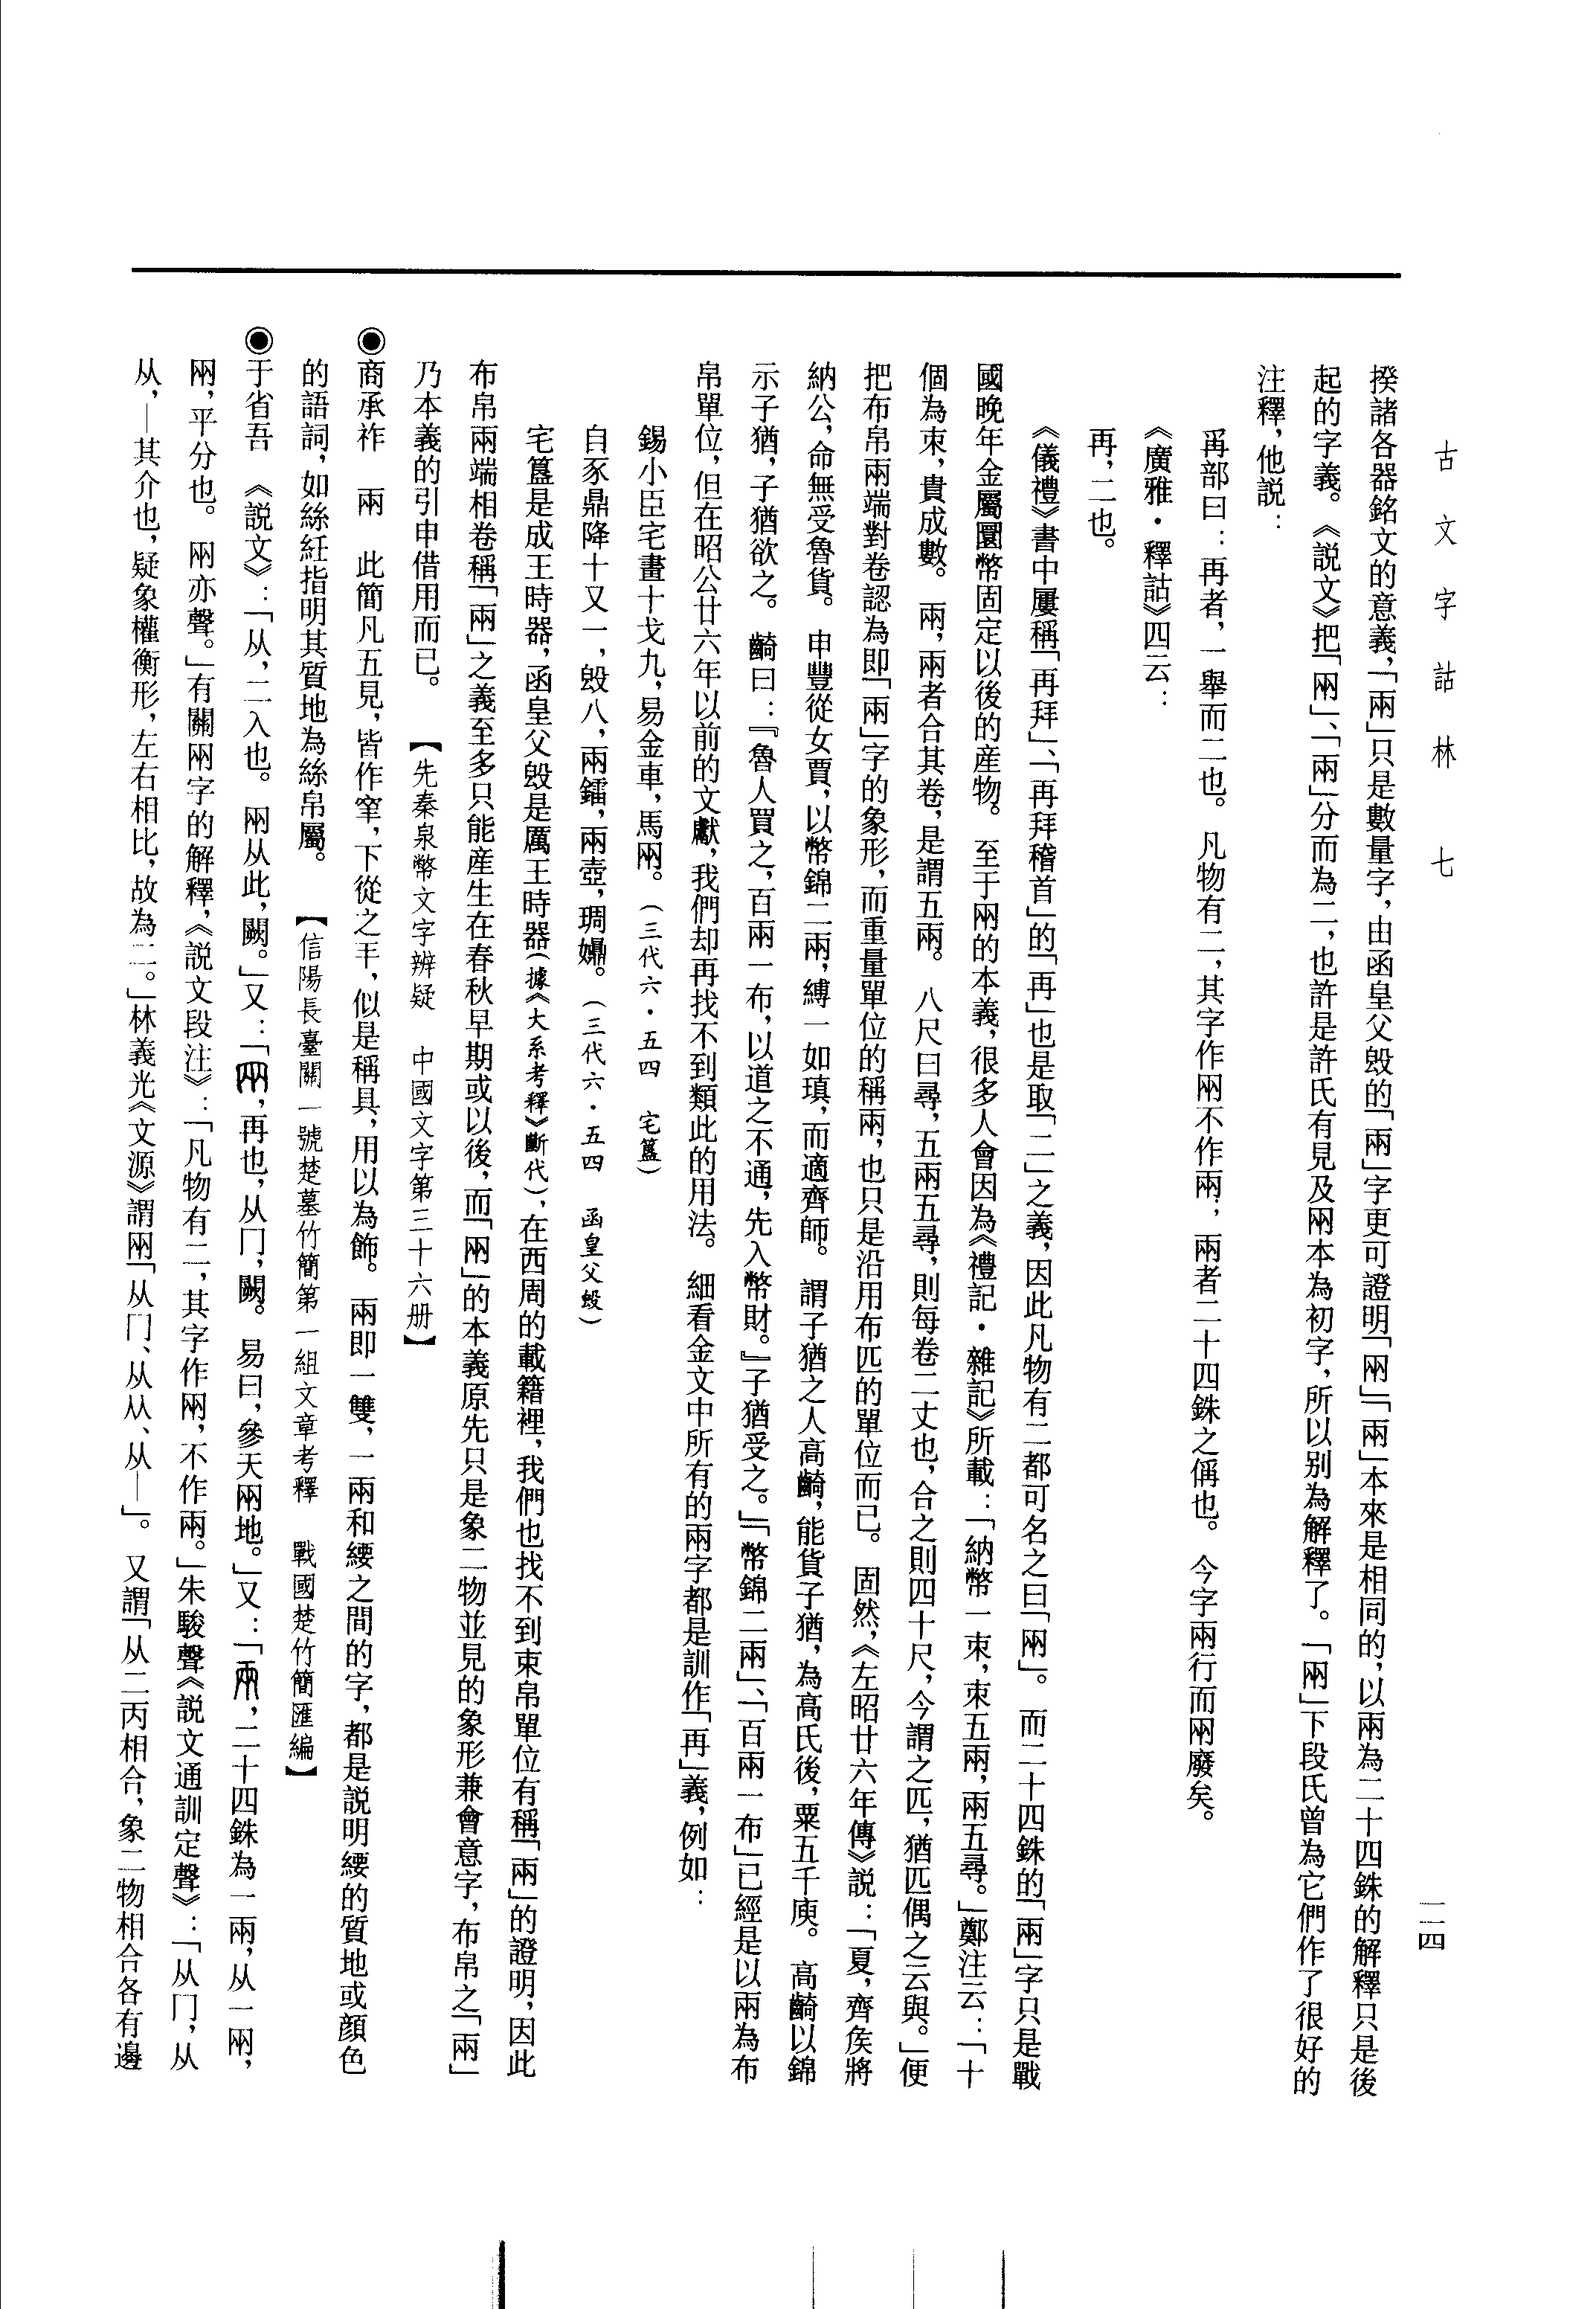 古文字詁林　七
一一四
揆諸各器銘文的意義，「兩」只是數量字，由函皇父𣪘的「兩」字更可證明「㒳」「兩」本來是相同的，以兩為二十四銖的解釋只是後
起的字義。《説文》把「㒳」、「兩」分而為二，也許是許氏有見及㒳本為初字，所以別為解釋了。「㒳」下段氏曾為它們作了很好的
注釋，他説：
冓部曰：再者，一舉而二也。凡物有二，其字作㒳不作兩，兩者二十四銖之偁也。今字兩行而㒳廢矣。
《廣雅·釋詁》四云：
再，二也。
《儀禮》書中屢稱「再拜」、「再拜稽首」的「再」也是取「二」之義，因此凡物有二都可名之曰「㒳」。而二十四銖的「兩」字只是戰
國晚年金屬圜幣固定以後的産物。至于㒳的本義，很多人會因為《禮記·雜記》所載：「納幣一束，束五兩，兩五尋。」鄭注云：「十
個為束，貴成數。兩，兩者合其卷，是謂五兩。八尺曰尋，五兩五尋，則每卷二丈也，合之則四十尺，今謂之匹，猶匹偶之云與。」便
把布帛兩端對卷認為即「兩」字的象形，而重量單位的稱兩，也只是沿用布匹的單位而已。固然，《左昭廿六年傳》説：「夏，齊矦將
納公，命無受魯貨。申豐從女賈，以幣錦二兩，縛一如瑱，而適齊師。謂子猶之人高齮，能貨子猶，為高氏後，粟五千庾。高齮以錦
示子猶，子猶欲之。齮曰：『魯人買之，百兩一布，以道之不通，先入幣財。』子猶受之。」「幣錦二兩」、「百兩一布」已經是以兩為布
帛單位，但在昭公廿六年以前的文獻，我們却再找不到類此的用法。細看金文中所有的兩字都是訓作「再」義，例如：
錫小臣宅畫十戈九，易金車，馬㒳。（三代六·五四　宅簋）
自豕鼎降十又一，𣪘八，兩鑘，兩壺，琱㜏。（三代六·五四　函皇父𣪘）
宅簋是成王時器，函皇父𣪘是厲王時器（據《大系考釋》斷代），在西周的載籍裡，我們也找不到束帛單位有稱「兩」的證明，因此
布帛兩端相卷稱「兩」之義至多只能産生在春秋早期或以後，而「兩」的本義原先只是象二物並見的象形兼會意字，布帛之「兩」
乃本義的引申借用而已。　【先秦泉幣文字辨疑　中國文字第三十六册】
◉商承祚　兩　此簡凡五見，皆作𥤮，下從之𢆉，似是稱具，用以為飾。兩即一雙，一兩和緀之間的字，都是説明緀的質地或顔色
的語詞，如絲紝指明其質地為絲帛屬。　【信陽長臺關一號楚墓竹簡第一組文章考釋　戰國楚竹簡匯編】
◉于省吾　《説文》：「从，二入也。㒳从此，闕。」又：「㒳，再也，从冂，闕。易曰，參天㒳地。」又：「兩，二十四銖為一兩，从一㒳，
㒳，平分也。㒳亦聲。」有關㒳字的解釋，《説文段注》：「凡物有二，其字作㒳，不作兩。」朱駿聲《説文通訓定聲》：「从冂，从
从，｜其介也，疑象權衡形，左右相比，故為二。」林義光《文源》謂㒳「从冂、从从、从｜」。又謂「从二丙相合，象二物相合各有邊